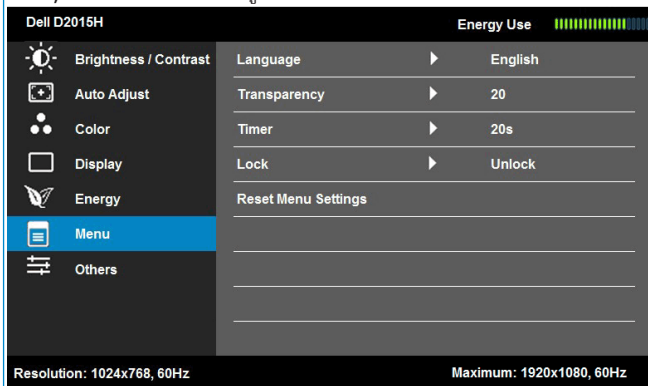 Dell D2015H Energy Use
Brightness / Contrast Language English
Auto Adjust Transparency 20
Color Timer 20s
Display Lock Unlock
Energy Reset Menu Settings
Menu
Others
Resolution: 1024x768, 60Hz Maximum: 1920x1080, 60Hz